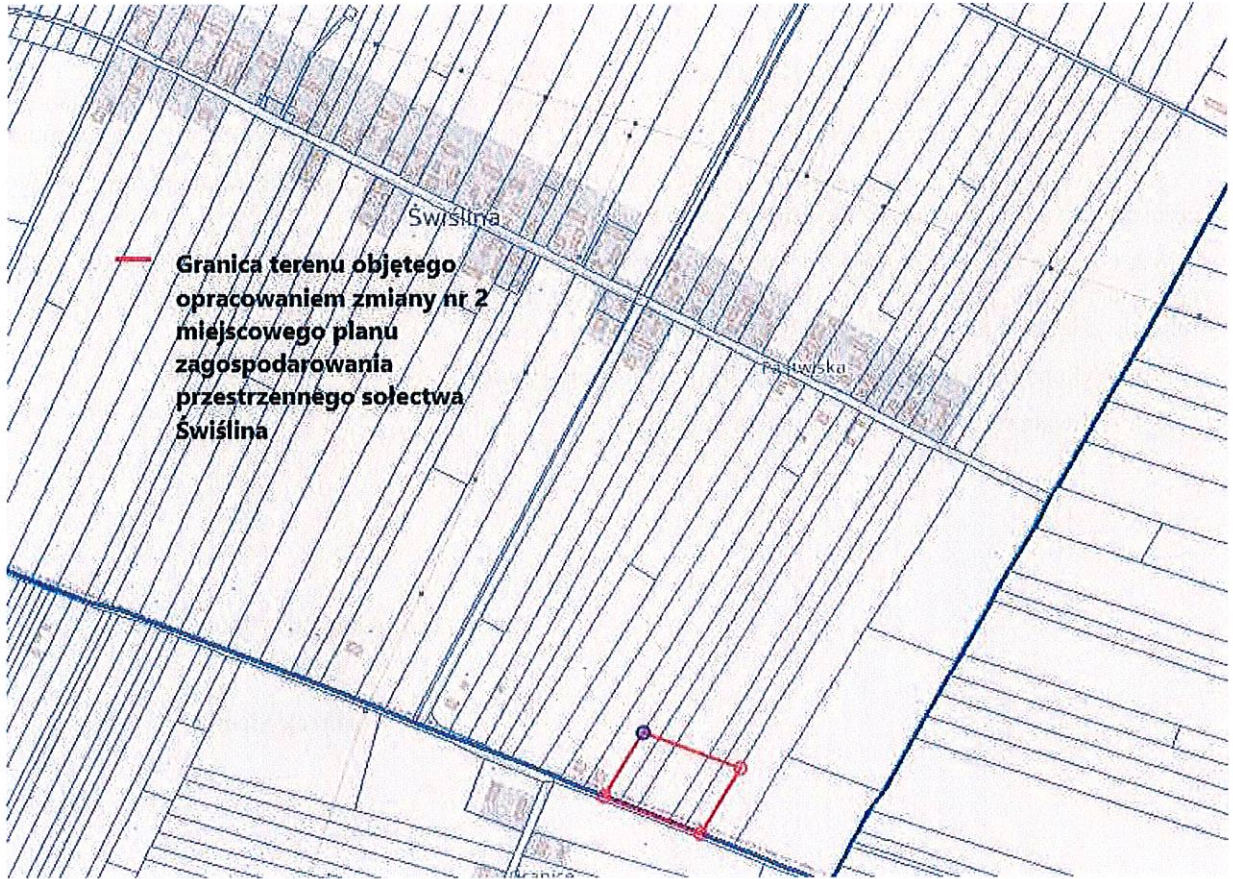 Świślina
Granica terenu objętego
opracowaniem zmiany nr 2
miejscowego planu
zagospodarowania
przestrzennego sołectwa
Świślina